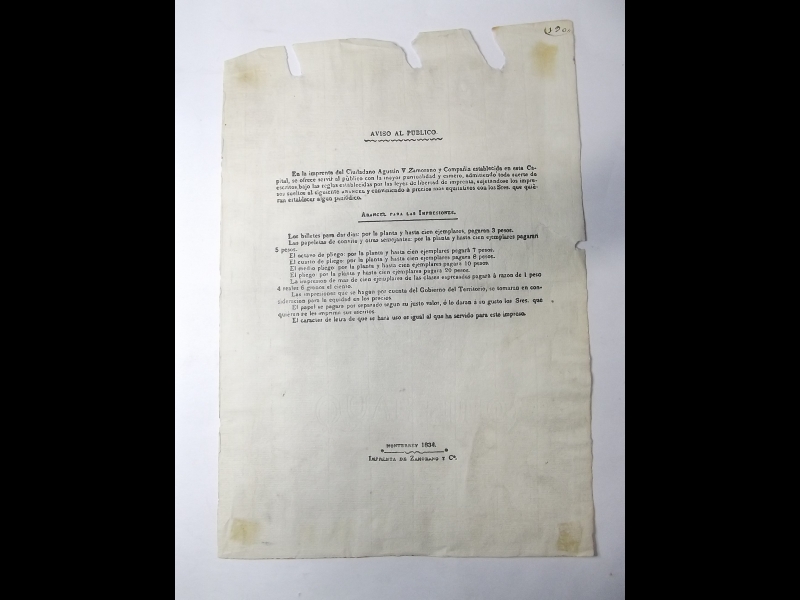 AVISO AL PUBLICO.
En la imprenta del Ciudadano Agustin V Zamorano y Compañia establecida en esta Ca-
pital, se ofrece servir al público con la mayor puntualidad y esmero, admitiendo toda suerte de
escritos bajo las reglas establecidas por las leyes de libertad de imprenta, sujetandose los impre-
sos sueltos al siguiente arancel y conviniendo á precios mas equitativos con los Sres. que quie-
ran establecer algun periódico.
ARANCEL PARA LAS IMPRESIONES.
Los billetes para dar dias: por la planta y hasta cien ejemplares, pagaran 3 pesos.
Las papeletas de convite y otras semejantes: por la planta y hasta cien ejemplares pagaran
5 pesos.
El octavo de pliego: por la planta y hasta cien ejemplares pagará 7 pesos.
El cuarto de pliego: por la planta y hasta cien ejemplares pagará 8 pesos.
El medio pliego: por la planta y hasta cien ejemplares pagará 10 pesos.
El pliego: por la planta y hasta cien ejemplares pagará 20 pesos.
La impresion de mas de cien ejemplares de las clases espresadas pagará á razon de 1 peso
4 reales 6 granos el ciento.
Las impresiones que se hagan por cuenta del Gobierno del Territorio, se tomarán en con-
sideracion para la equidad en los precios.
El papel se pagará por separado segun su justo valor, ó lo daran á su gusto los Sres. que
quieran se les imprima sus escritos.
El caracter de letra de que se hará uso es igual al que ha servido para este impreso.
MONTERREY 1834.
IMPRENTA DE ZAMORANO Y Cª.